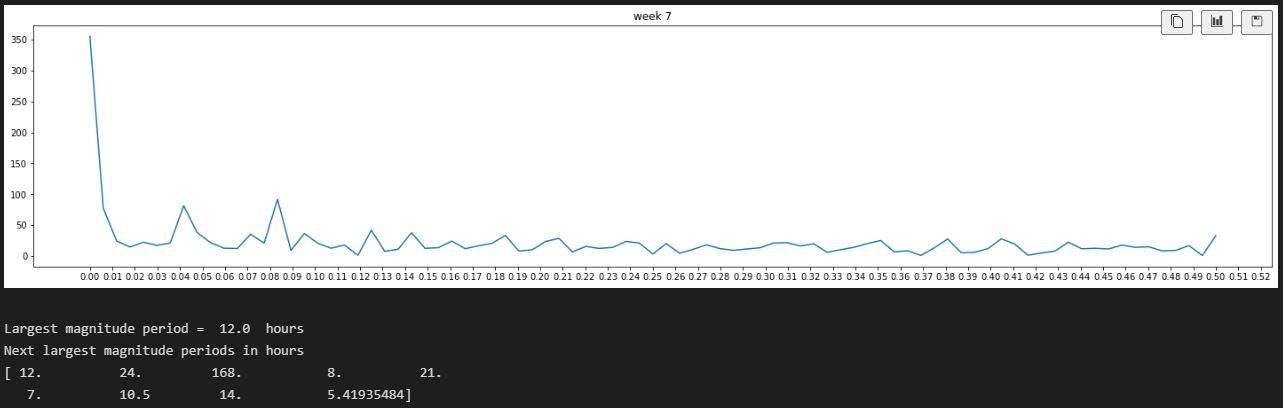 week 7
350
300
250
200
150
100
50
0
0.00 0.01 0.02 0.03 0.04 0.05 0.06 0.07 0.08 0.09 0.10 0.11 0.12 0.13 0.14 0.15 0.16 0.17 0.18 0.19 0.20 0.21 0.22 0.23 0.24 0.25 0.26 0.27 0.28 0.29 0.30 0.31 0.32 0.33 0.34 0.35 0.36 0.37 0.38 0.39 0.40 0.41 0.42 0.43 0.44 0.45 0.46 0.47 0.48 0.49 0.50 0.51 0.52
Largest magnitude period =  12.0  hours
Next largest magnitude periods in hours
[ 12.          24.         168.           8.          21.
   7.          10.5         14.           5.41935484]